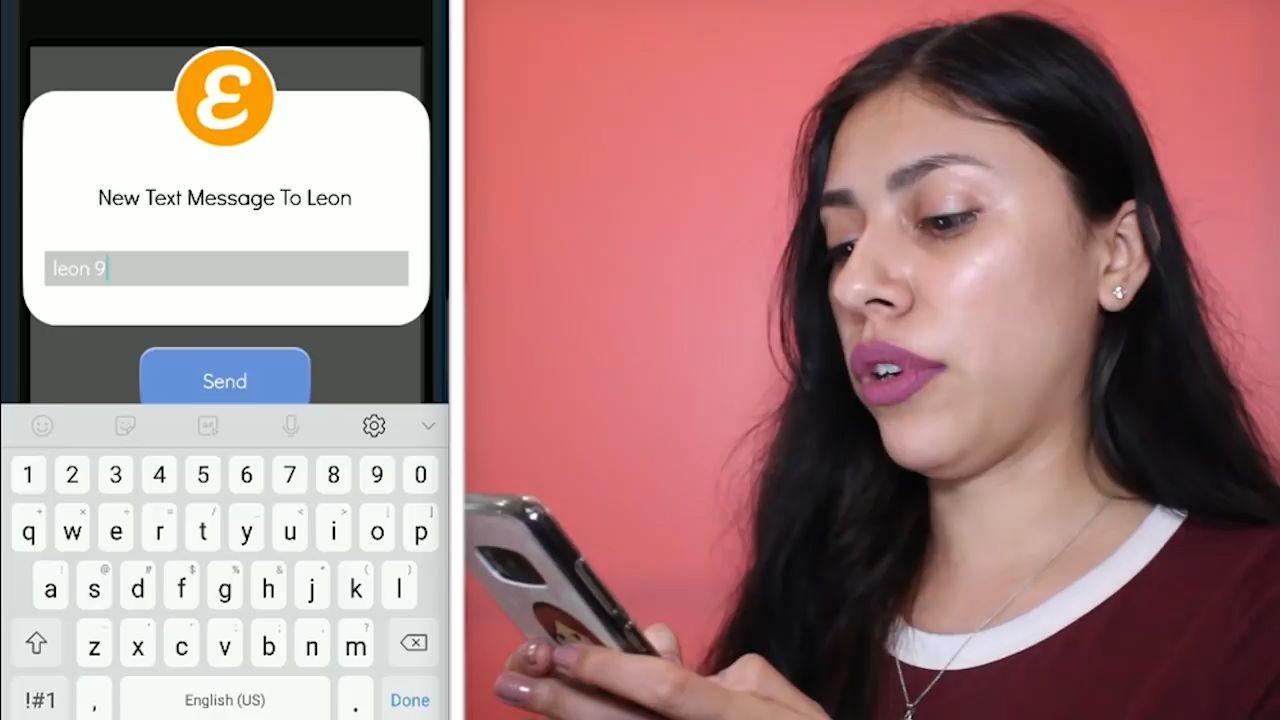 ε
New Text Message To Leon
leon 9
Send
1 2 3 4 5 6 7 8 9 0
q w e r t y u i o p
a s d f g h j k l
z x c v b n m
!#1 , English (US) . Done